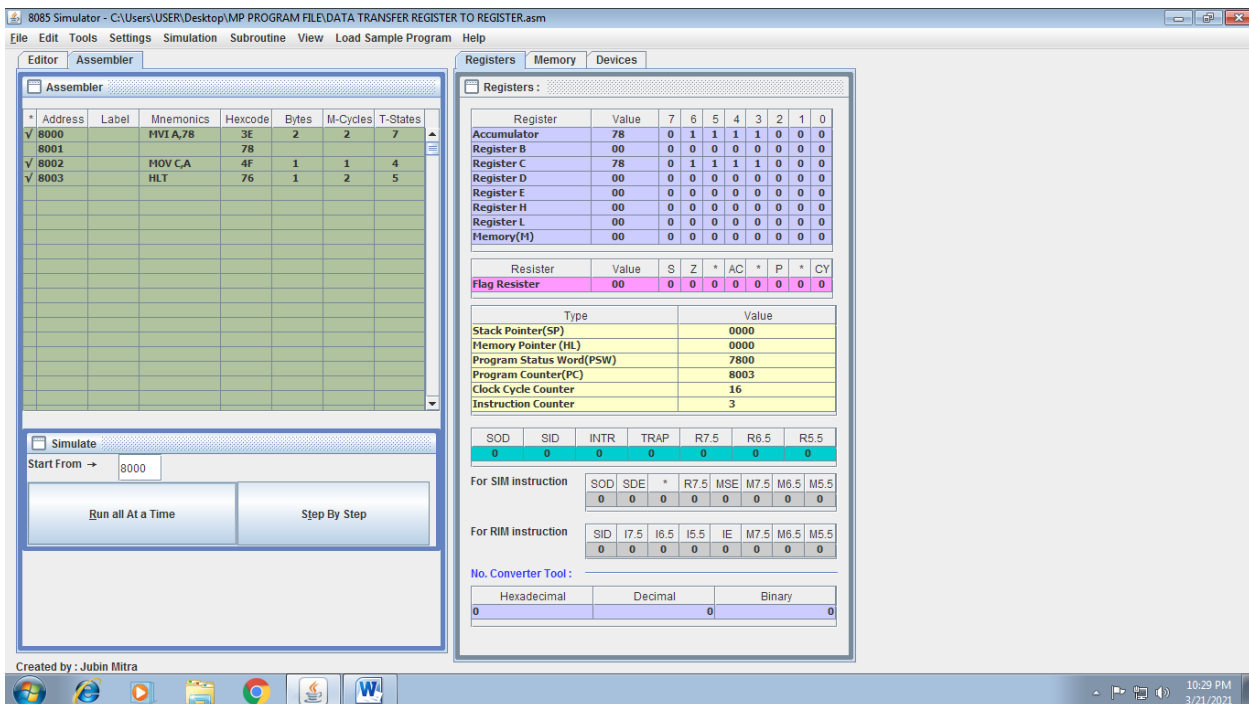 8085 Simulator - C:\Users\USER\Desktop\MP PROGRAM FILE\DATA TRANSFER REGISTER TO REGISTER.asm
File Edit Tools Settings Simulation Subroutine View Load Sample Program Help
Editor Assembler
Assembler
* Address Label Mnemonics Hexcode Bytes M-Cycles T-States
√ 8000 MVI A,78 3E 2 2 7
8001 78
√ 8002 MOV C,A 4F 1 1 4
√ 8003 HLT 76 1 2 5
Simulate
Start From → 8000
Run all At a Time Step By Step
Registers Memory Devices
Registers :
Register Value 7 6 5 4 3 2 1 0
Accumulator 78 0 1 1 1 1 0 0 0
Register B 00 0 0 0 0 0 0 0 0
Register C 78 0 1 1 1 1 0 0 0
Register D 00 0 0 0 0 0 0 0 0
Register E 00 0 0 0 0 0 0 0 0
Register H 00 0 0 0 0 0 0 0 0
Register L 00 0 0 0 0 0 0 0 0
Memory(M) 00 0 0 0 0 0 0 0 0
Resister Value S Z * AC * P * CY
Flag Resister 00 0 0 0 0 0 0 0 0
Type Value
Stack Pointer(SP) 0000
Memory Pointer (HL) 0000
Program Status Word(PSW) 7800
Program Counter(PC) 8003
Clock Cycle Counter 16
Instruction Counter 3
SOD SID INTR TRAP R7.5 R6.5 R5.5
0 0 0 0 0 0 0
For SIM instruction SOD SDE * R7.5 MSE M7.5 M6.5 M5.5
0 0 0 0 0 0 0 0
For RIM instruction SID I7.5 I6.5 I5.5 IE M7.5 M6.5 M5.5
0 0 0 0 0 0 0 0
No. Converter Tool :
Hexadecimal Decimal Binary
0 0 0
Created by : Jubin Mitra
10:29 PM
3/21/2021